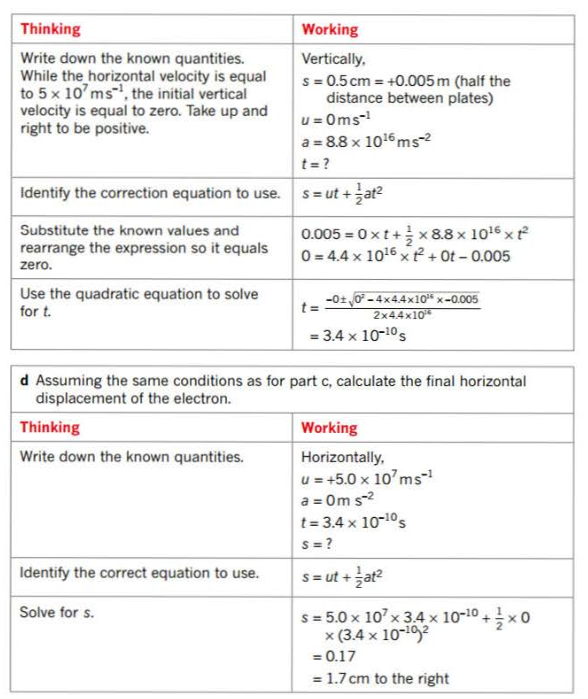 Thinking
Working
Write down the known quantities.
While the horizontal velocity is equal
to 5 × 10⁷ ms⁻¹, the initial vertical
velocity is equal to zero. Take up and
right to be positive.
Vertically,
s = 0.5 cm = +0.005 m (half the
distance between plates)
u = 0 ms⁻¹
a = 8.8 × 10¹⁶ ms⁻²
t = ?
Identify the correction equation to use.
s = ut + ½at²
Substitute the known values and
rearrange the expression so it equals
zero.
0.005 = 0 × t + ½ × 8.8 × 10¹⁶ × t²
0 = 4.4 × 10¹⁶ × t² + 0t – 0.005
Use the quadratic equation to solve
for t.
t = (-0±√(0² – 4×4.4×10¹⁶ ×-0.005))/(2×4.4×10¹⁶)
= 3.4 × 10⁻¹⁰ s
d Assuming the same conditions as for part c, calculate the final horizontal
displacement of the electron.
Thinking
Working
Write down the known quantities.
Horizontally,
u = +5.0 × 10⁷ ms⁻¹
a = 0 m s⁻²
t = 3.4 × 10⁻¹⁰ s
s = ?
Identify the correct equation to use.
s = ut + ½at²
Solve for s.
s = 5.0 × 10⁷ × 3.4 × 10⁻¹⁰ + ½ × 0
× (3.4 × 10⁻¹⁰)²
= 0.17
= 1.7 cm to the right